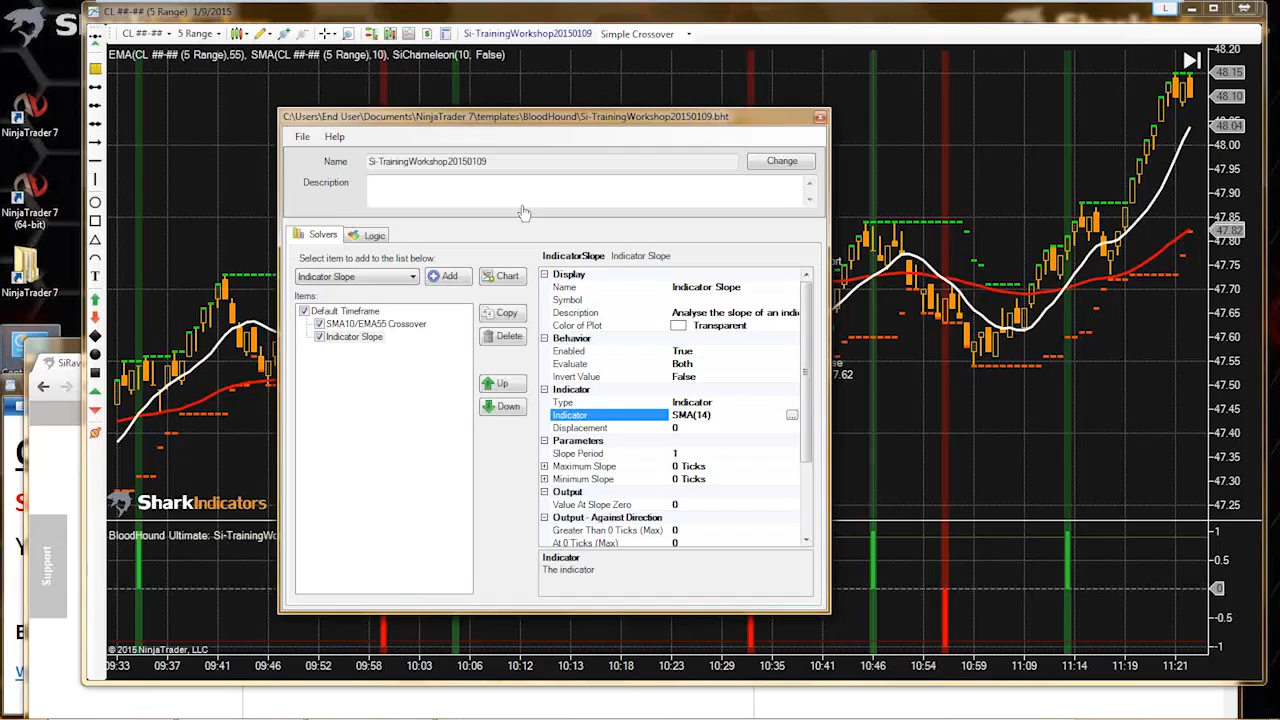 CL ##-## (5 Range) 1/9/2015
L
CL ##-##
5 Range
$
Si-TrainingWorkshop20150109
Simple Crossover
EMA(CL ##-## (5 Range),55), SMA(CL ##-## (5 Range),10), SiChameleon(10, False)
NinjaTrader 7
NinjaTrader 7
(64-bit)
NinjaTrader 7
SiRav
Support
C:\Users\End User\Documents\NinjaTrader 7\templates\BloodHound\Si-TrainingWorkshop20150109.bht
File
Help
Name
Si-TrainingWorkshop20150109
Change
Description
Solvers
Logic
Select item to add to the list below:
Indicator Slope
Add
Chart
Items:
Default Timeframe
SMA10/EMA55 Crossover
Indicator Slope
Copy
Delete
Up
Down
IndicatorSlope
Indicator Slope
Display
Name
Indicator Slope
Symbol
Description
Analyse the slope of an indi
Color of Plot
Transparent
Behavior
Enabled
True
Evaluate
Both
Invert Value
False
Indicator
Type
Indicator
Indicator
SMA(14)
...
Displacement
0
Parameters
Slope Period
1
Maximum Slope
0 Ticks
Minimum Slope
0 Ticks
Output
Value At Slope Zero
0
Output - Against Direction
Greater Than 0 Ticks (Max)
0
At 0 Ticks (Max)
0
Indicator
The indicator
SharkIndicators
BloodHound Ultimate: Si-TrainingWo
© 2015 NinjaTrader, LLC
7.62
48.20
48.15
48.10
48.04
48.00
47.95
47.90
47.85
47.82
47.80
47.75
47.70
47.65
47.60
47.55
47.50
47.45
47.40
47.35
47.30
47.25
1
0.5
0
-0.5
-1
09:33 09:37 09:41 09:46 09:52 09:58 10:03 10:06 10:12 10:17 10:23 10:29 10:35 10:41 10:46 10:54 10:59 11:09 11:14 11:19 11:21